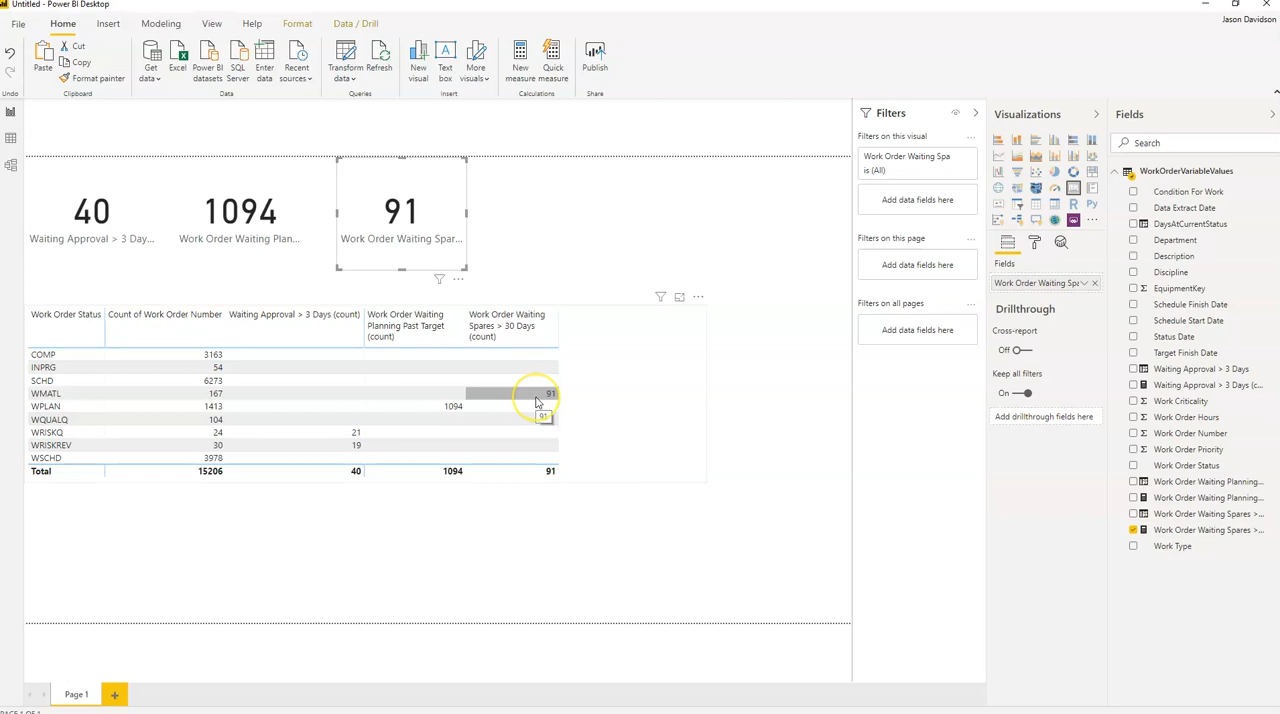 Untitled - Power BI Desktop
Jason Davidson
File Home Insert Modeling View Help Format Data / Drill
Cut
Copy
Format painter
Paste
Get data
Excel
Power BI datasets
SQL Server
Enter data
Recent sources
Transform data
Refresh
New visual
Text box
More visuals
New measure
Quick measure
Publish
Undo Clipboard Data Queries Insert Calculations Share
40
Waiting Approval > 3 Days...
1094
Work Order Waiting Plan...
91
Work Order Waiting Spar...
Work Order Status Count of Work Order Number Waiting Approval > 3 Days (count) Work Order Waiting Planning Past Target (count) Work Order Waiting Spares > 30 Days (count)
COMP 3163
INPRG 54
SCHD 6273
WMATL 167 91
WPLAN 1413 1094
WQUALQ 104
WRISKQ 24 21
WRISKREV 30 19
WSCHD 3978
Total 15206 40 1094 91
91
Page 1
PAGE 1 OF 1
Filters
Filters on this visual
Work Order Waiting Spa
is (All)
Add data fields here
Filters on this page
Add data fields here
Filters on all pages
Add data fields here
Visualizations
R Py
Fields
Work Order Waiting Spa
Drillthrough
Cross-report
Off
Keep all filters
On
Add drillthrough fields here
Fields
Search
WorkOrderVariableValues
Condition For Work
Data Extract Date
DaysAtCurrentStatus
Department
Description
Discipline
EquipmentKey
Schedule Finish Date
Schedule Start Date
Status Date
Target Finish Date
Waiting Approval > 3 Days
Waiting Approval > 3 Days (c...
Work Criticality
Work Order Hours
Work Order Number
Work Order Priority
Work Order Status
Work Order Waiting Planning...
Work Order Waiting Planning...
Work Order Waiting Spares >...
Work Order Waiting Spares >...
Work Type